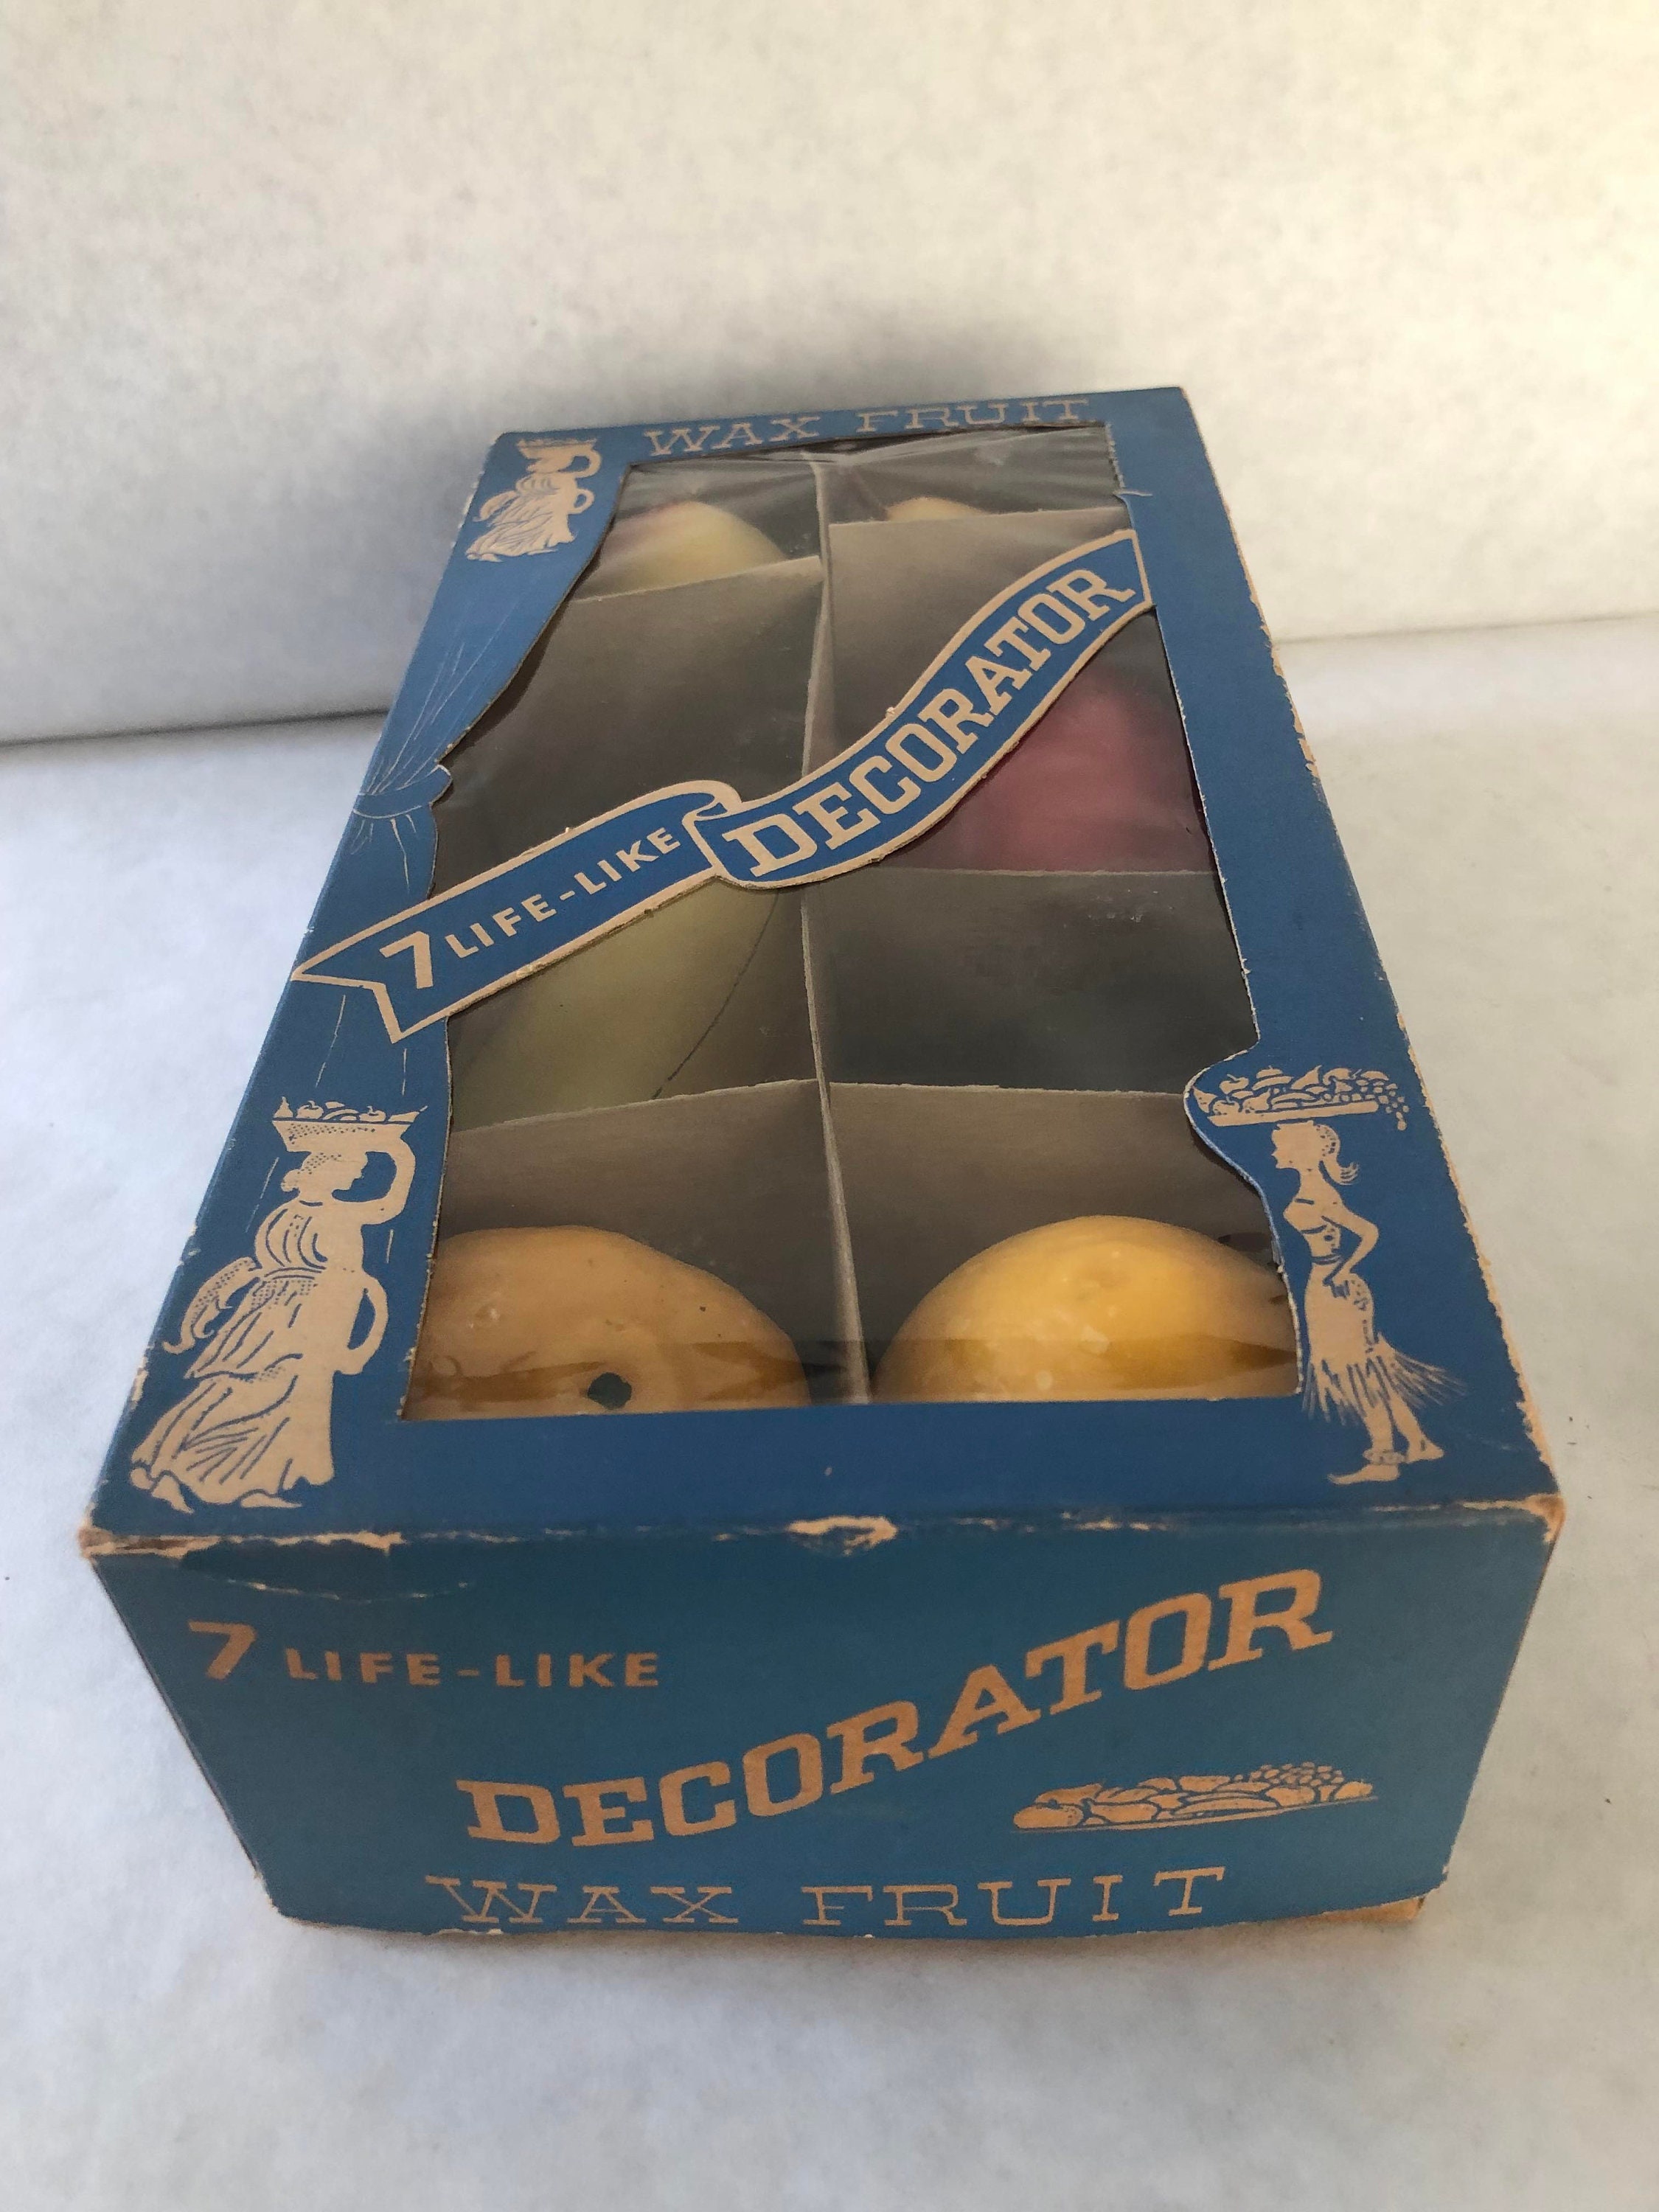 WAX FRUIT
7 LIFE-LIKE DECORATOR
7 LIFE-LIKE
DECORATOR
WAX FRUIT